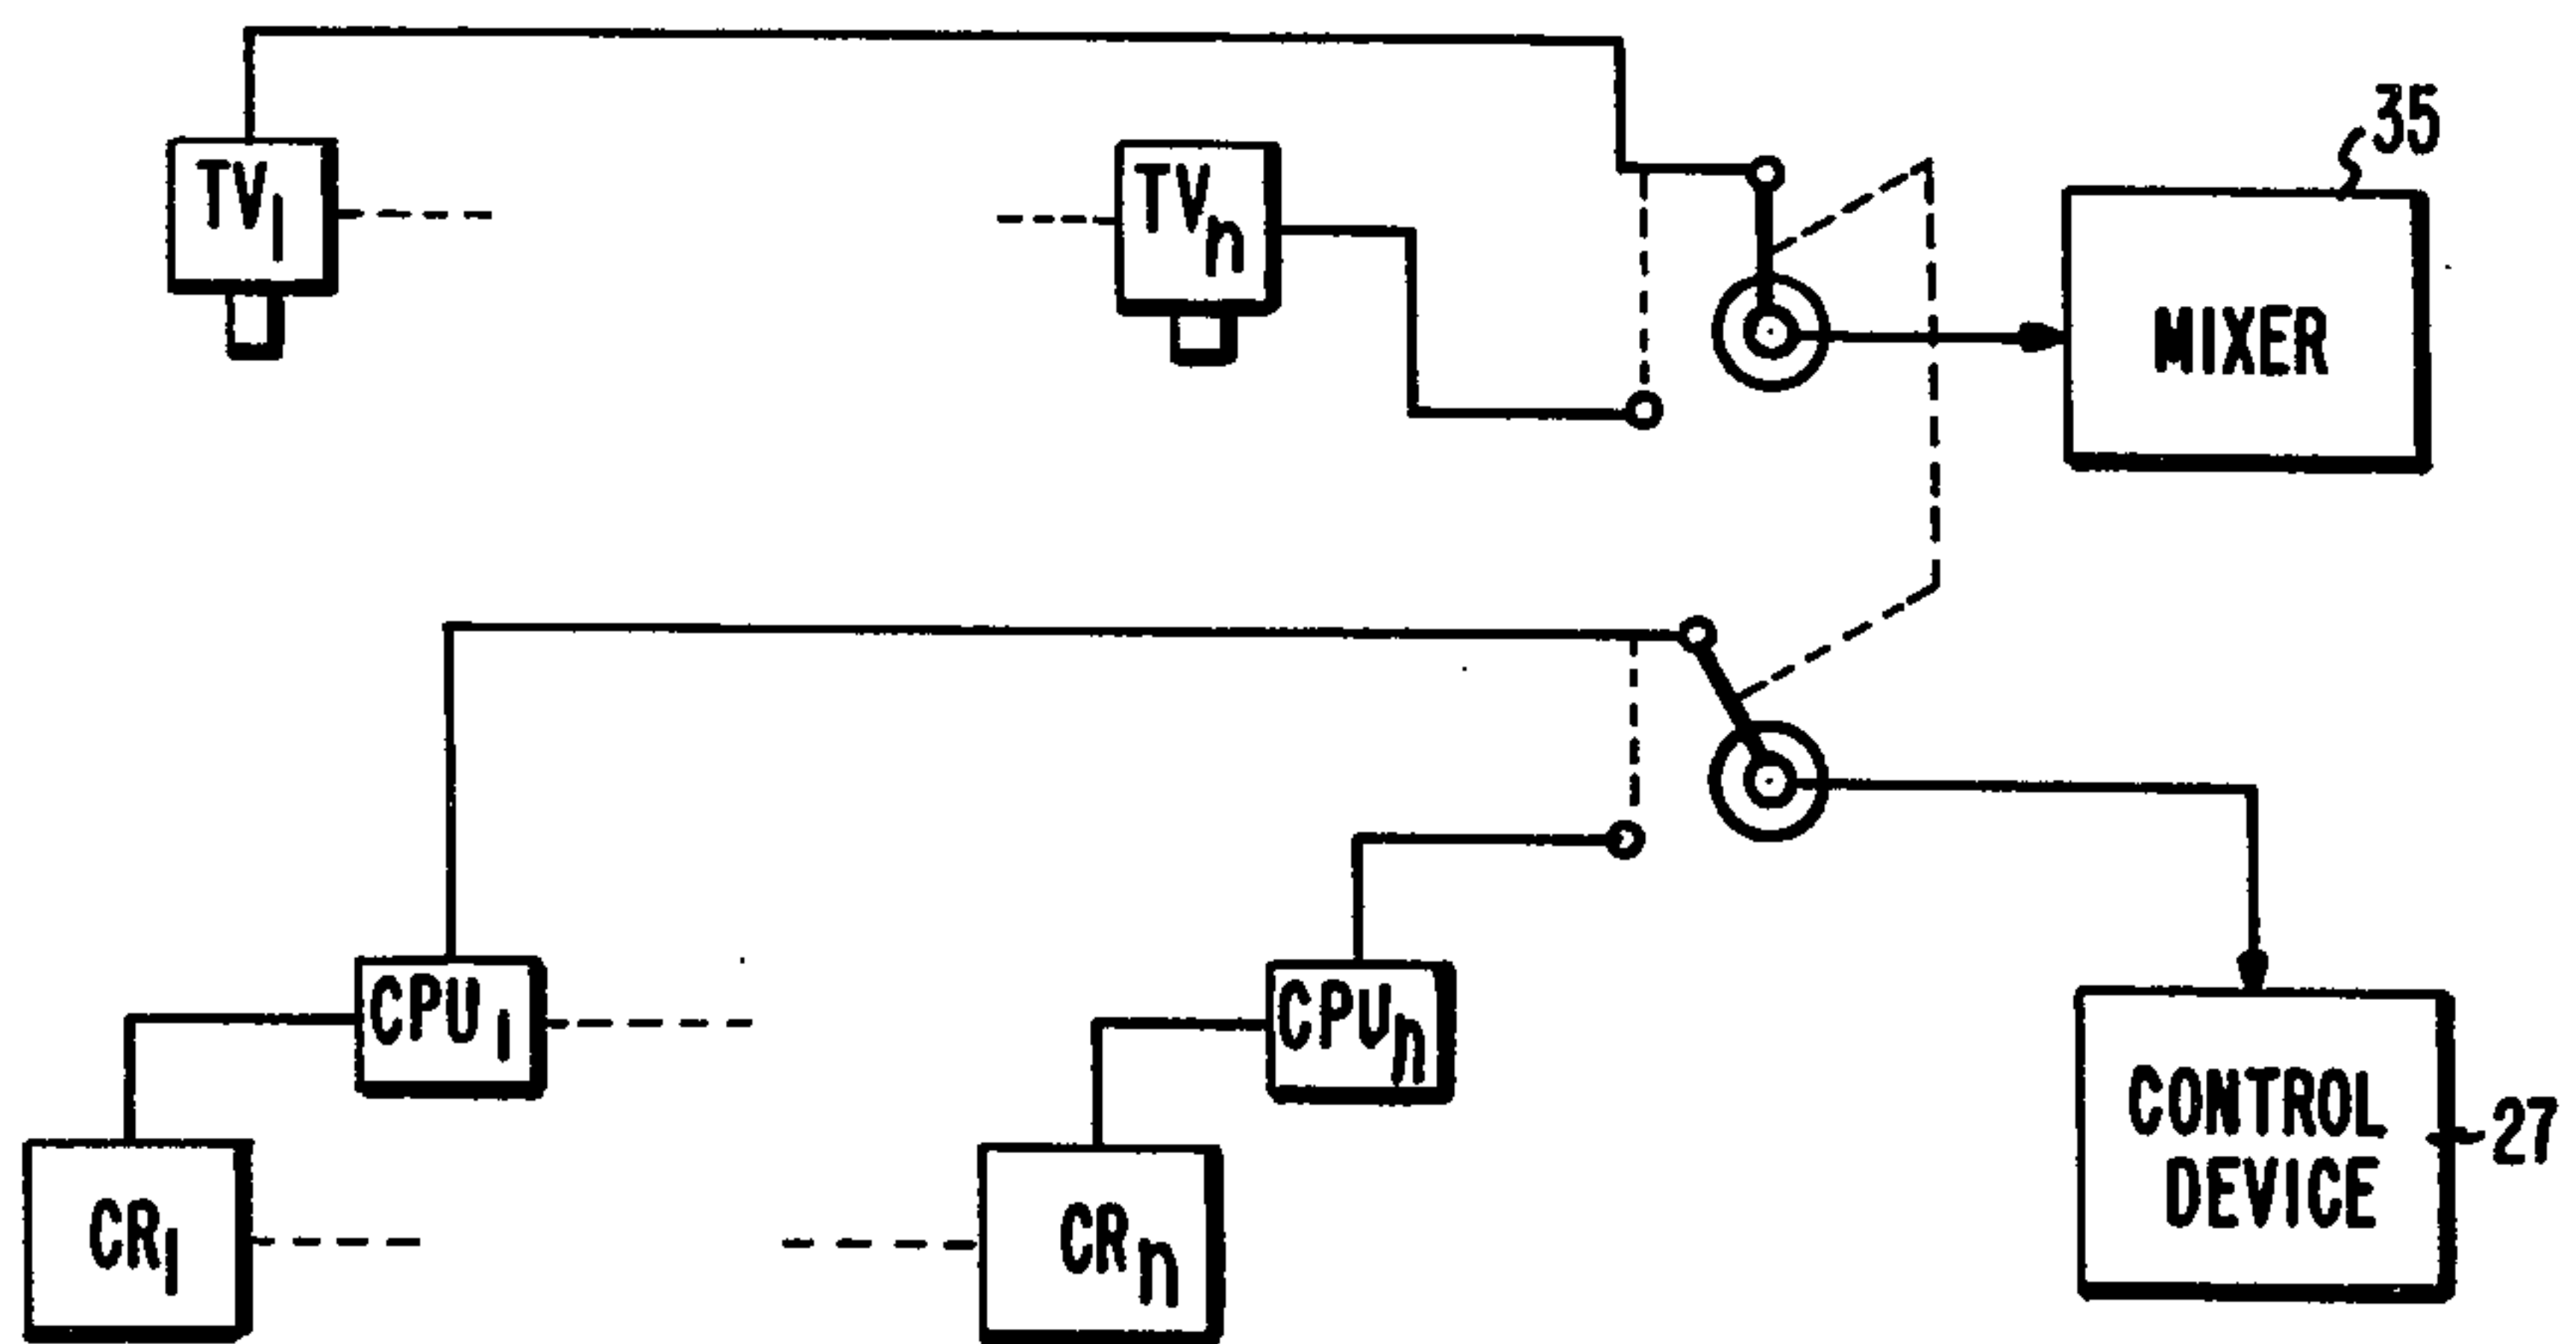 TV1
TVn
35
MIXER
CPU1
CPUn
CR1
CRn
CONTROL
DEVICE
27